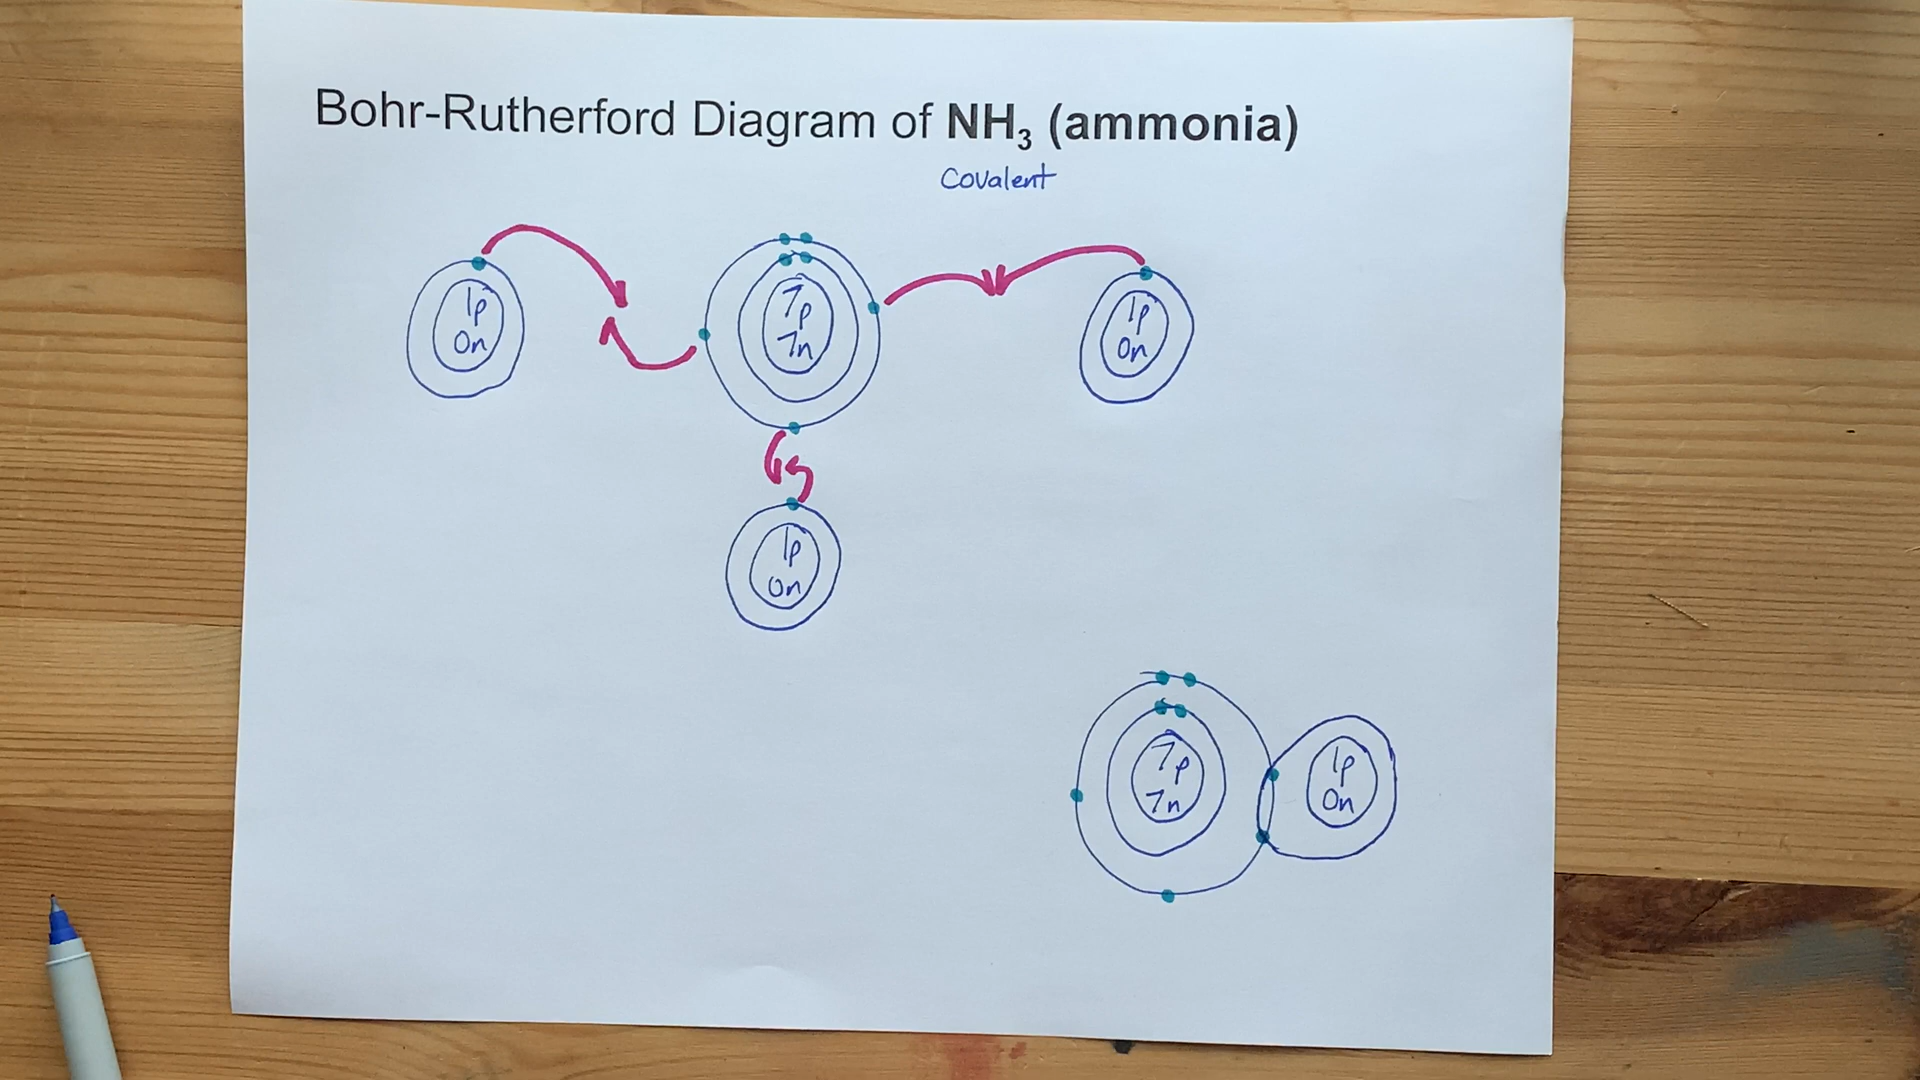 Bohr-Rutherford Diagram of NH₃ (ammonia)
Covalent
1p
0n
7p
7n
1p
0n
1p
0n
7p
7n
1p
0n